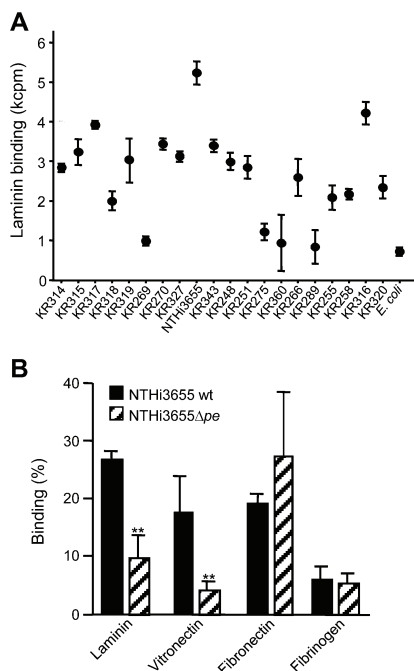 A
Laminin binding (kcpm)
6
5
4
3
2
1
0
KR314
KR315
KR317
KR318
KR319
KR269
KR270
KR327
NTHi3655
KR343
KR248
KR251
KR275
KR360
KR266
KR289
KR255
KR258
KR316
KR320
E. coli
B
NTHi3655 wt
NTHi3655Δpe
Binding (%)
40
30
20
10
0
**
**
Laminin
Vitronectin
Fibronectin
Fibrinogen